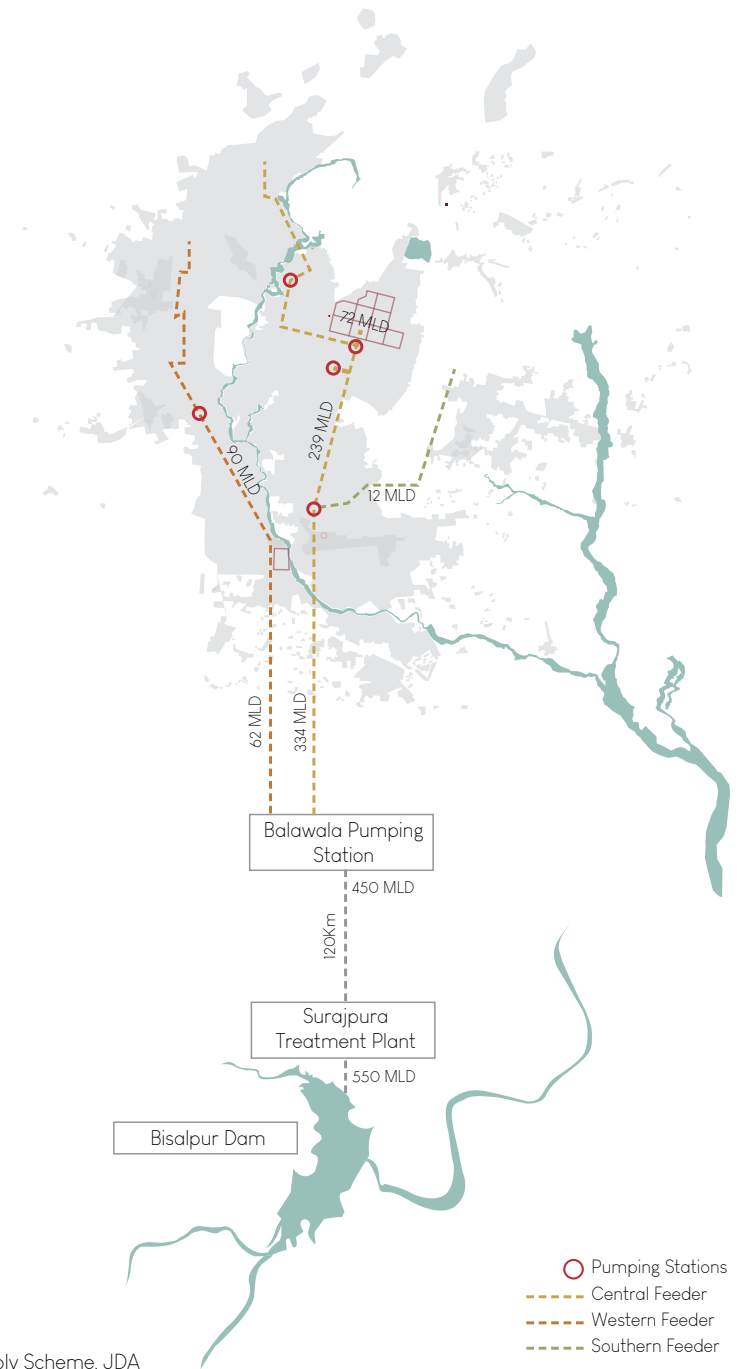 72 MLD
239 MLD
90 MLD
12 MLD
62 MLD
334 MLD
Balawala Pumping
Station
450 MLD
120Km
Surajpura
Treatment Plant
550 MLD
Bisalpur Dam
Pumping Stations
Central Feeder
Western Feeder
Southern Feeder
Scheme, JDA